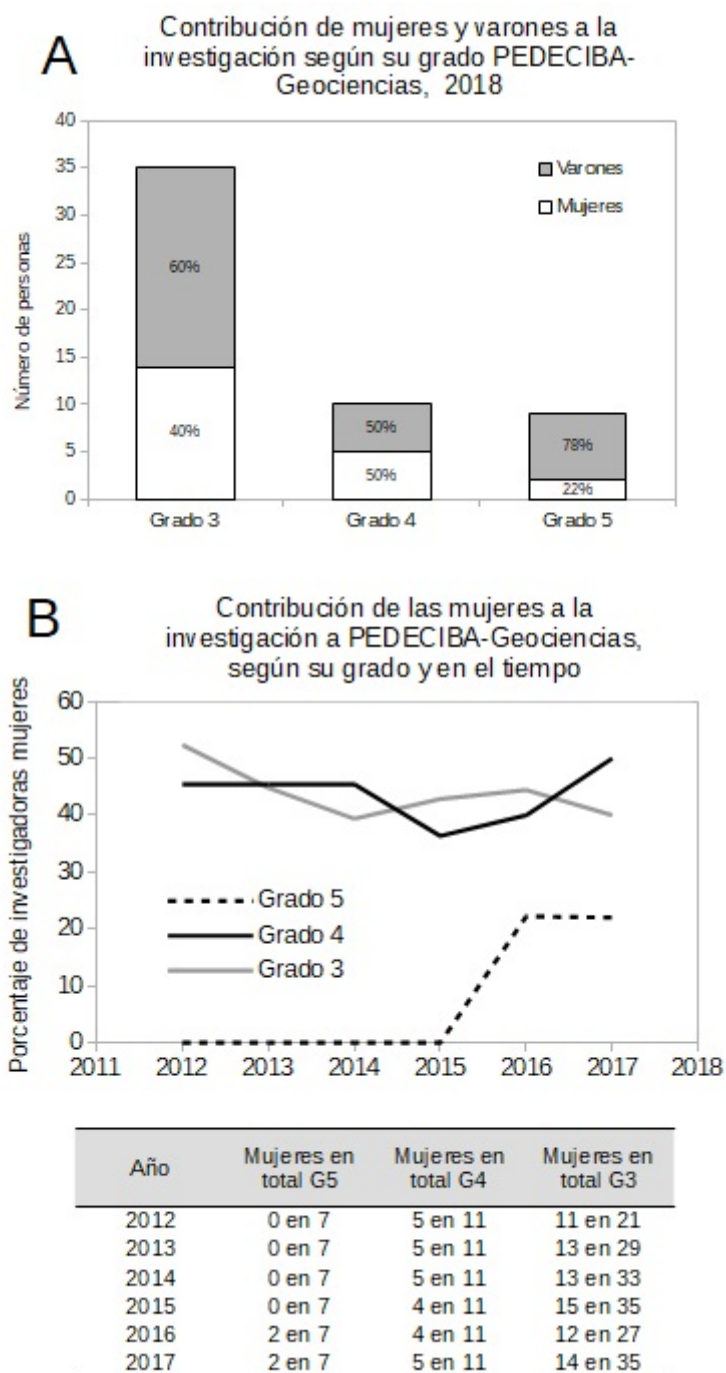 A
Contribución de mujeres y varones a la
investigación según su grado PEDECIBA-
Geociencias, 2018
Número de personas
40
35
30
25
20
15
10
5
0
Varones
Mujeres
60%
40%
50%
50%
78%
22%
Grado 3 Grado 4 Grado 5
B
Contribución de las mujeres a la
investigación a PEDECIBA-Geociencias,
según su grado y en el tiempo
Porcentaje de investigadoras mujeres
60
50
40
30
20
10
0
Grado 5
Grado 4
Grado 3
2011 2012 2013 2014 2015 2016 2017 2018
Año Mujeres en total G5 Mujeres en total G4 Mujeres en total G3
2012 0 en 7 5 en 11 11 en 21
2013 0 en 7 5 en 11 13 en 29
2014 0 en 7 5 en 11 13 en 33
2015 0 en 7 4 en 11 15 en 35
2016 2 en 7 4 en 11 12 en 27
2017 2 en 7 5 en 11 14 en 35